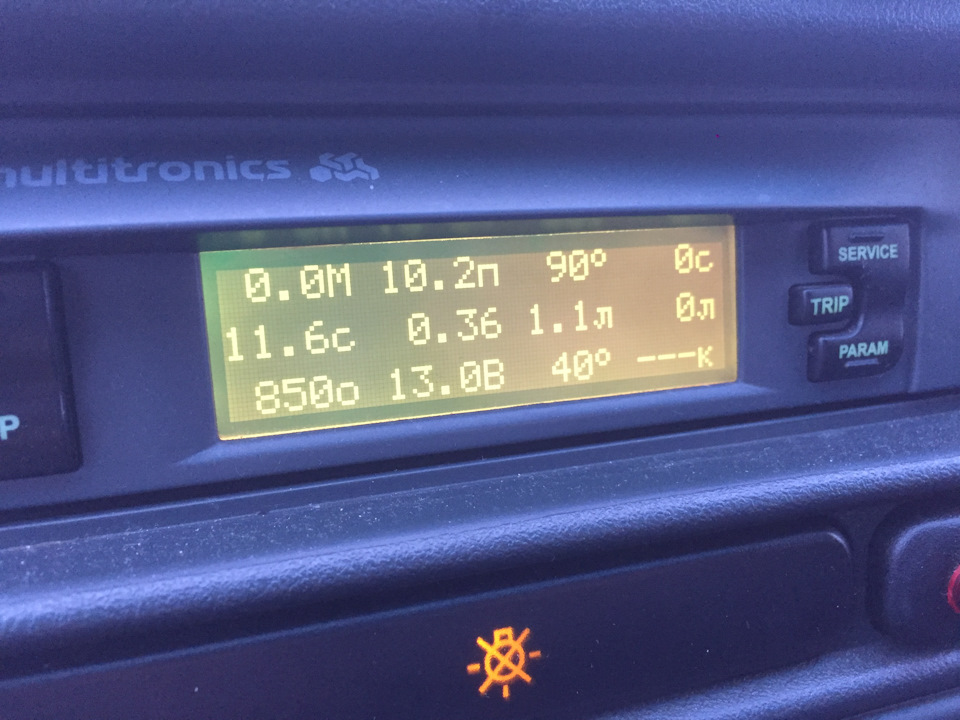 multitronics
0.0М 10.2п 90° 0с
11.6с 0.36 1.1л 0л
850о 13.0В 40° ---к
SERVICE
TRIP
PARAM
P